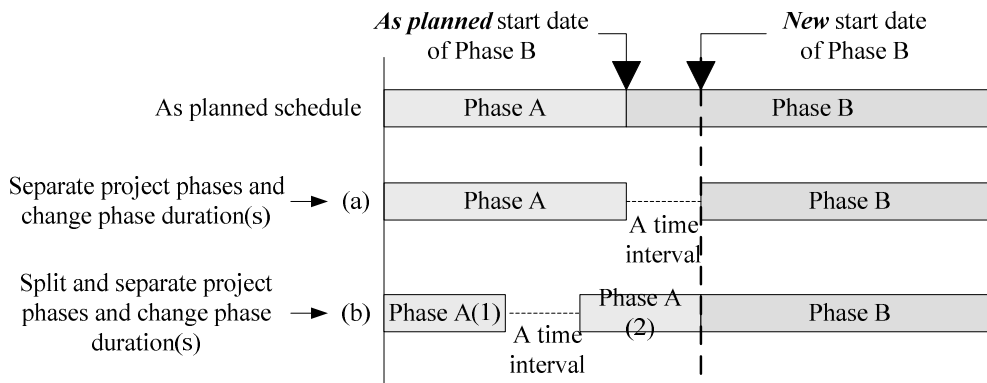 As planned start date
of Phase B
New start date
of Phase B
As planned schedule
Phase A
Phase B
Separate project phases and
change phase duration(s)
(a)
Phase A
A time
interval
Phase B
Split and separate project
phases and change phase
duration(s)
(b)
Phase A(1)
A time
interval
Phase A
(2)
Phase B